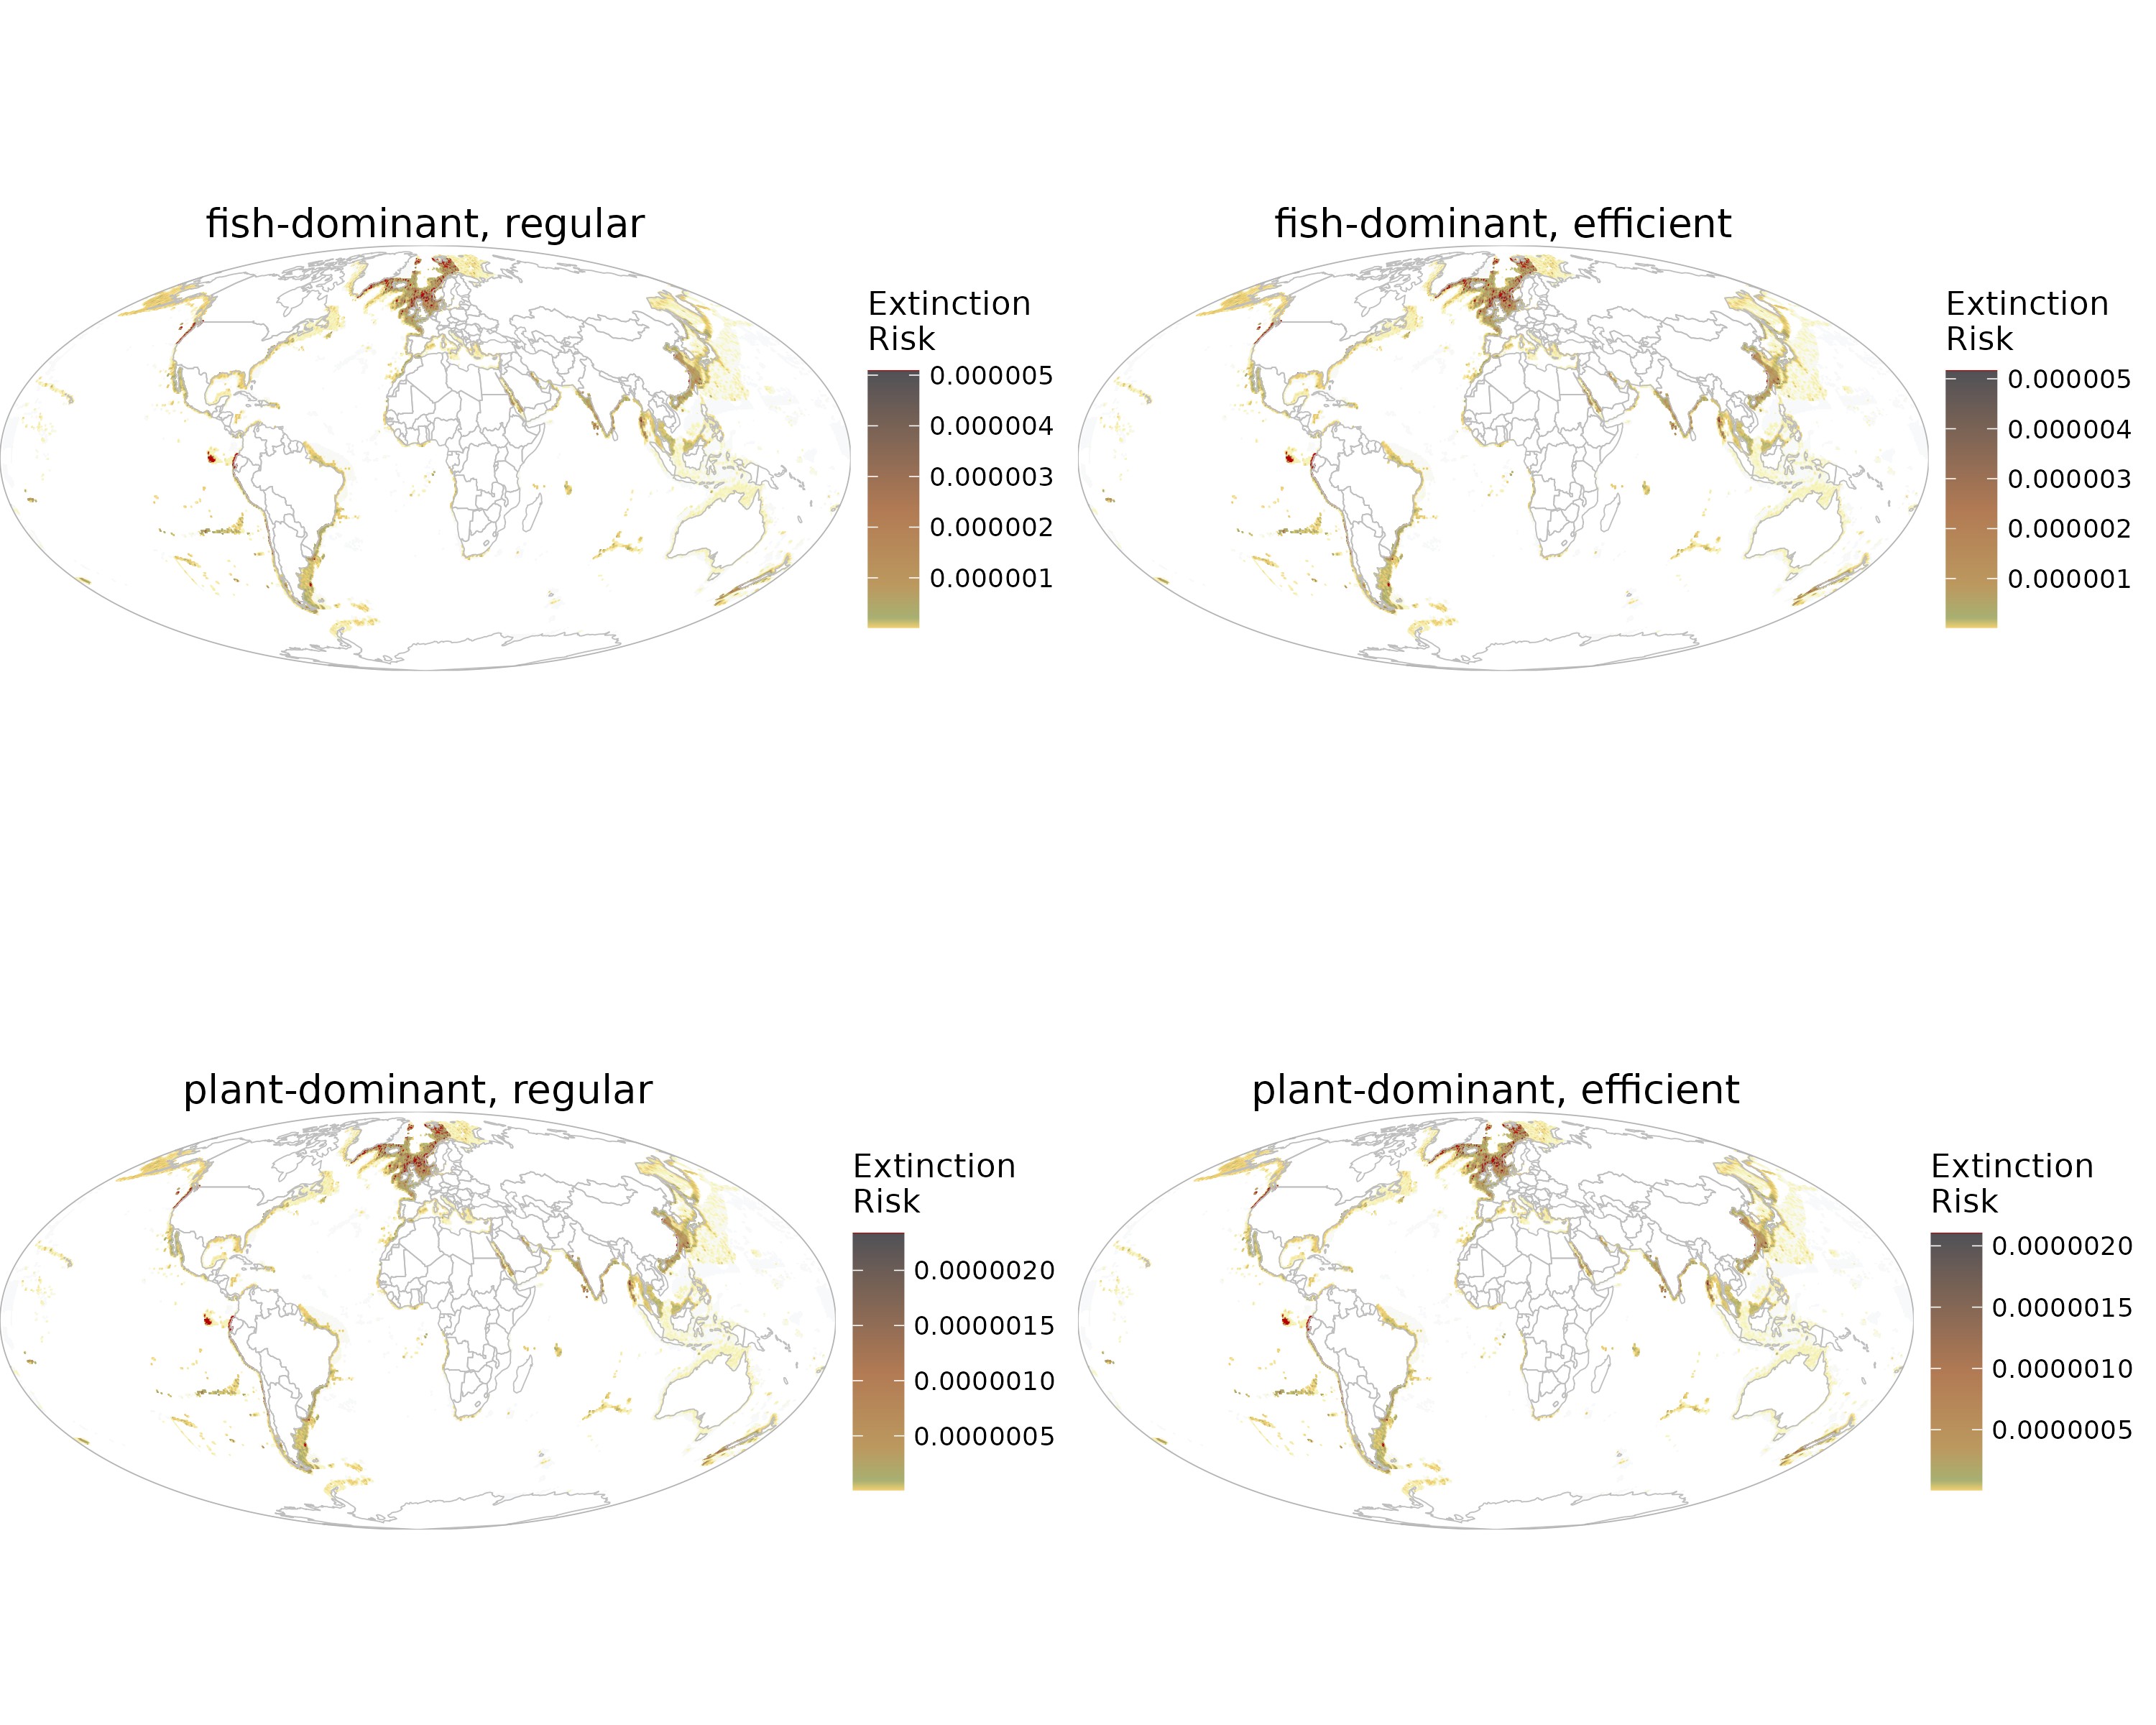 fish-dominant, regular
Extinction
Risk
0.000005
0.000004
0.000003
0.000002
0.000001
fish-dominant, efficient
Extinction
Risk
0.000005
0.000004
0.000003
0.000002
0.000001
plant-dominant, regular
Extinction
Risk
0.0000020
0.0000015
0.0000010
0.0000005
plant-dominant, efficient
Extinction
Risk
0.0000020
0.0000015
0.0000010
0.0000005